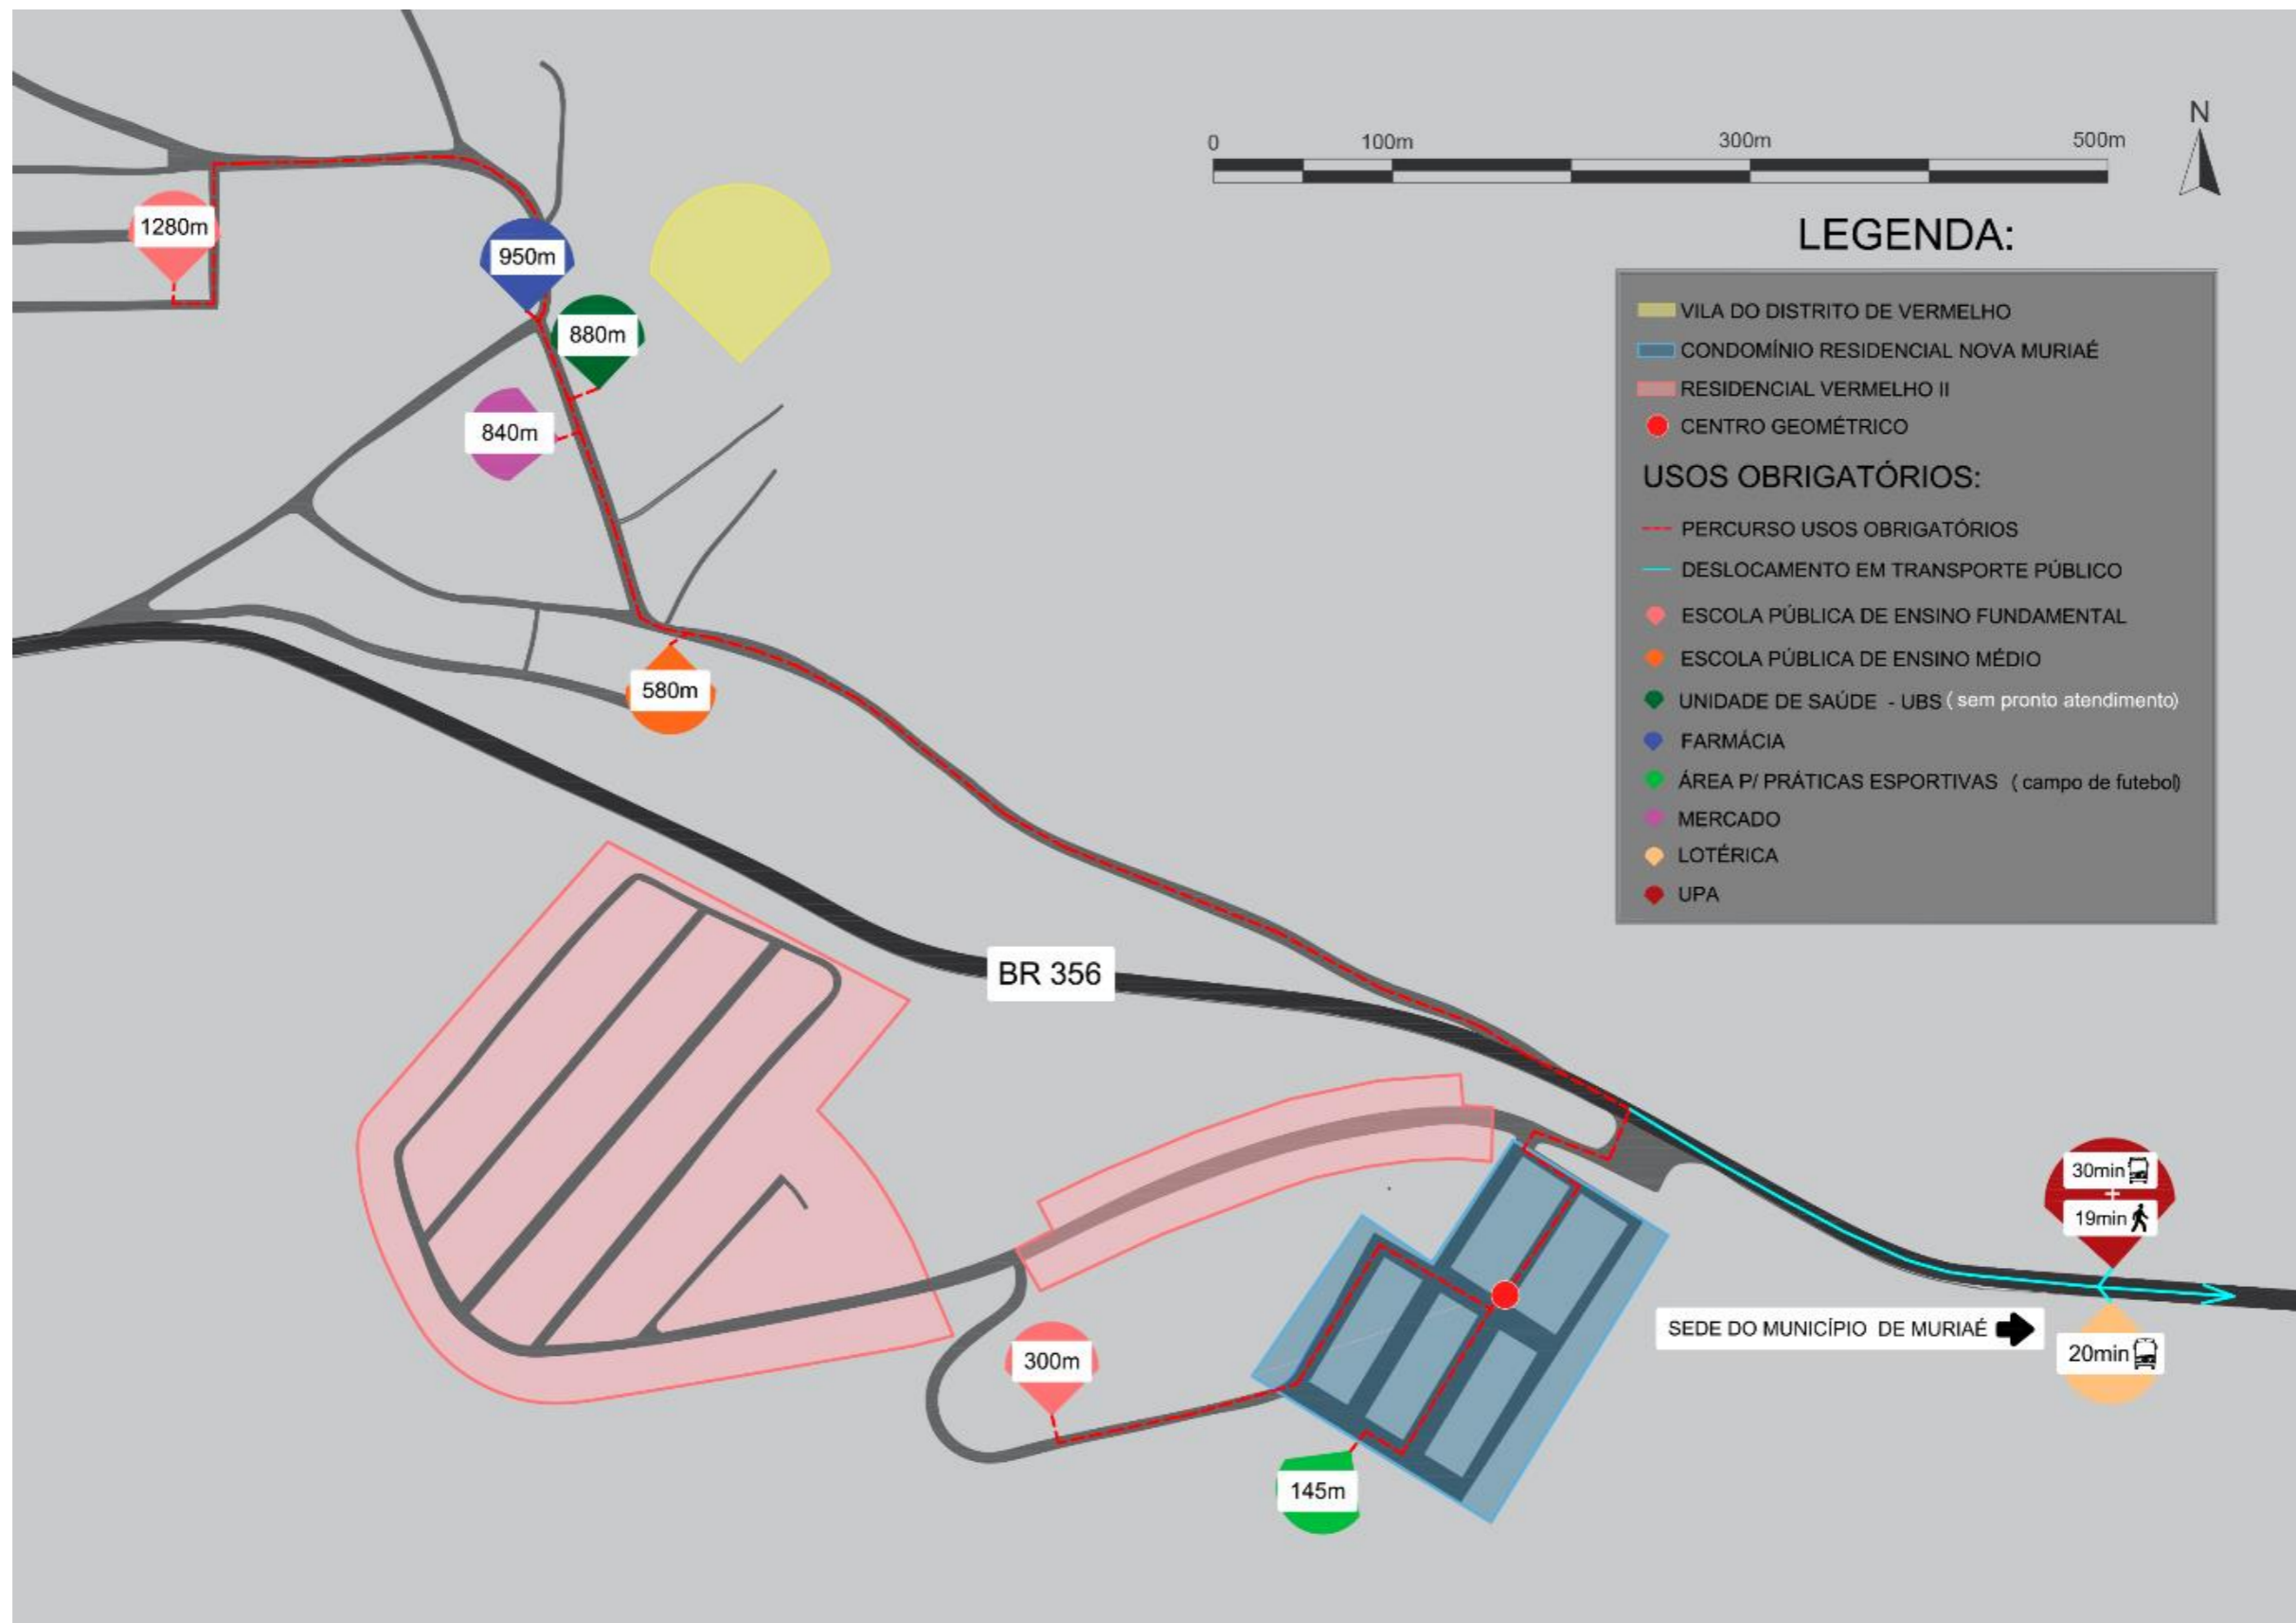 0
100m
300m
500m
N
LEGENDA:
VILA DO DISTRITO DE VERMELHO
CONDOMÍNIO RESIDENCIAL NOVA MURIAÉ
RESIDENCIAL VERMELHO II
CENTRO GEOMÉTRICO
USOS OBRIGATÓRIOS:
PERCURSO USOS OBRIGATÓRIOS
DESLOCAMENTO EM TRANSPORTE PÚBLICO
ESCOLA PÚBLICA DE ENSINO FUNDAMENTAL
ESCOLA PÚBLICA DE ENSINO MÉDIO
UNIDADE DE SAÚDE - UBS ( sem pronto atendimento)
FARMÁCIA
ÁREA P/ PRÁTICAS ESPORTIVAS ( campo de futebol)
MERCADO
LOTÉRICA
UPA
1280m
950m
880m
840m
580m
BR 356
30min
+
19min
SEDE DO MUNICÍPIO DE MURIAÉ
20min
300m
145m